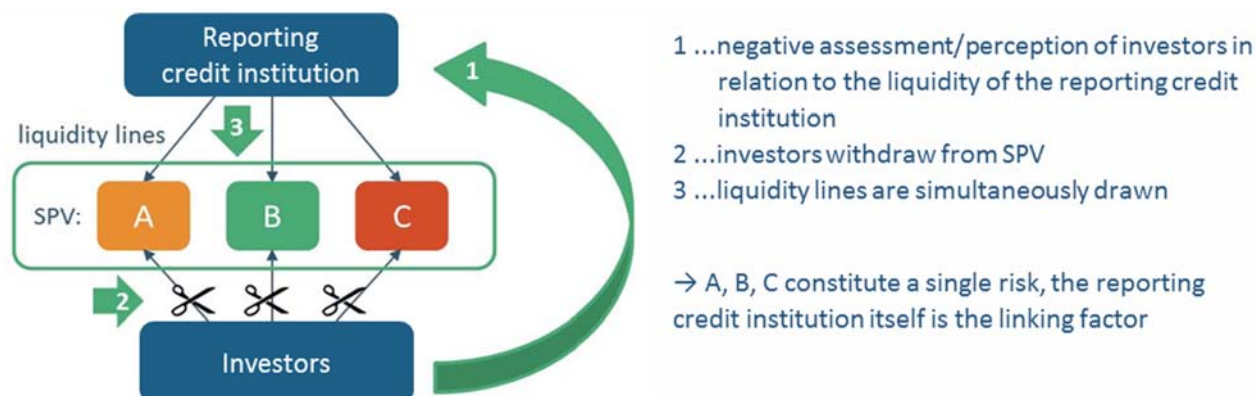 Reporting
credit institution
1
liquidity lines
3
SPV:
A
B
C
2
Investors
1 ...negative assessment/perception of investors in
relation to the liquidity of the reporting credit
institution
2 ...investors withdraw from SPV
3 ...liquidity lines are simultaneously drawn
→ A, B, C constitute a single risk, the reporting
credit institution itself is the linking factor